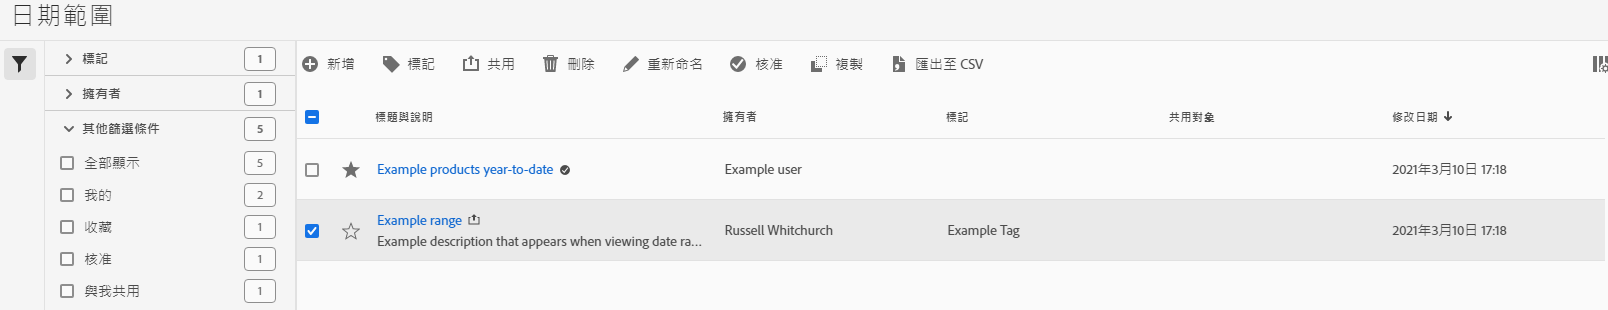 日期範圍
標記 1
擁有者 1
其他篩選條件 5
全部顯示 5
我的 2
收藏 1
核准 1
與我共用 1
新增 標記 共用 刪除 重新命名 核准 複製 匯出至 CSV
標題與說明 擁有者 標記 共用對象 修改日期
Example products year-to-date Example user 2021年3月10日 17:18
Example range Russell Whitchurch Example Tag 2021年3月10日 17:18
Example description that appears when viewing date ra...